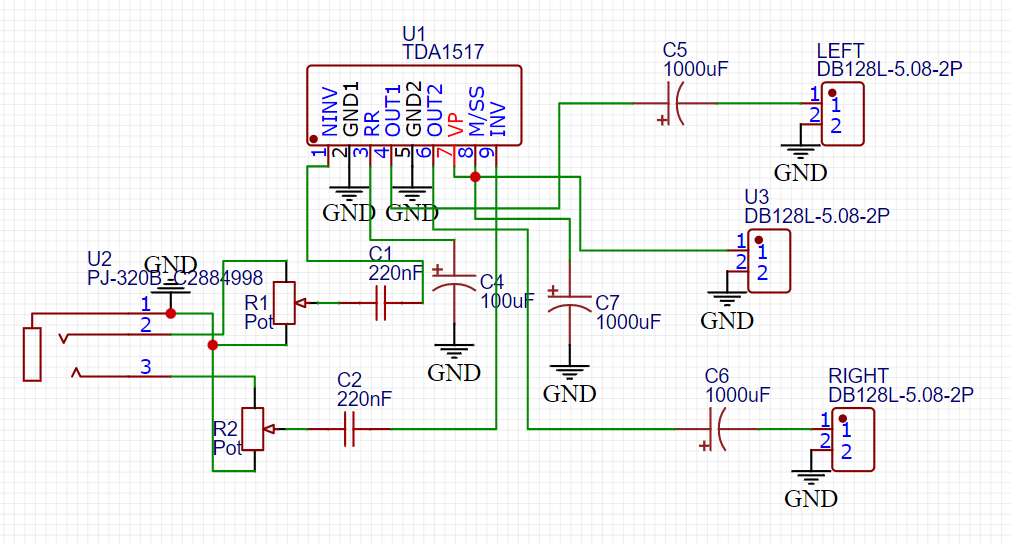 U1
TDA1517
NINV
GND1
RR
OUT1
GND2
OUT2
VP
M/SS
INV
1
2
3
4
5
6
7
8
9
GND
GND
C5
1000uF
+
LEFT
DB128L-5.08-2P
1
2
1
2
GND
U3
DB128L-5.08-2P
1
2
1
2
GND
U2
PJ-320B_C2884998
GND
1
2
3
R1
Pot
C1
220nF
+
C4
100uF
GND
+
C7
1000uF
GND
R2
Pot
C2
220nF
C6
1000uF
+
RIGHT
DB128L-5.08-2P
1
2
1
2
GND